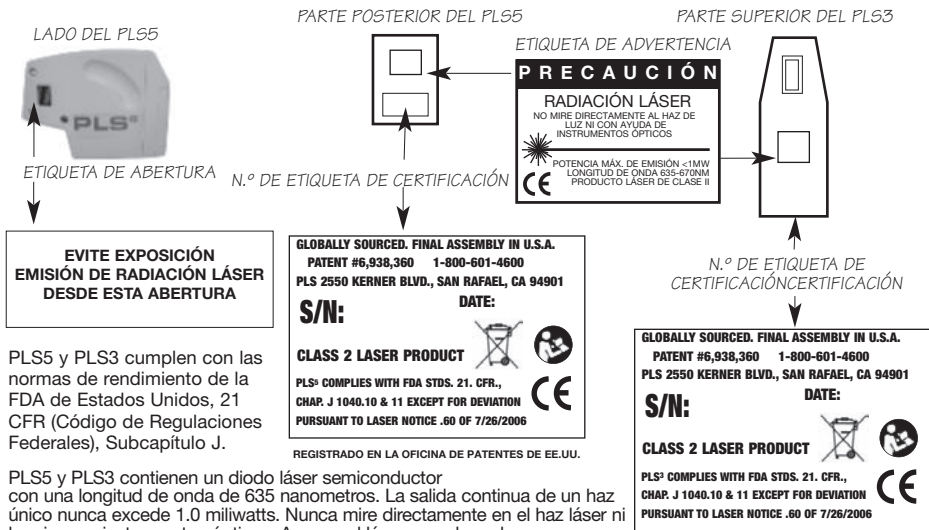 LADO DEL PLS5
PARTE POSTERIOR DEL PLS5
PARTE SUPERIOR DEL PLS3
ETIQUETA DE ADVERTENCIA
PRECAUCIÓN
RADIACIÓN LÁSER
NO MIRE DIRECTAMENTE AL HAZ DE
LUZ NI CON AYUDA DE
INSTRUMENTOS ÓPTICOS
POTENCIA MÁX. DE EMISIÓN <1MW
LONGITUD DE ONDA 635-670NM
PRODUCTO LÁSER DE CLASE II
CE
PLS
ETIQUETA DE ABERTURA
N.º DE ETIQUETA DE CERTIFICACIÓN
EVITE EXPOSICIÓN
EMISIÓN DE RADIACIÓN LÁSER
DESDE ESTA ABERTURA
GLOBALLY SOURCED. FINAL ASSEMBLY IN U.S.A.
PATENT #6,938,360 1-800-601-4600
PLS 2550 KERNER BLVD., SAN RAFAEL, CA 94901
S/N: DATE:
CLASS 2 LASER PRODUCT
PLS5 COMPLIES WITH FDA STDS. 21. CFR.,
CHAP. J 1040.10 & 11 EXCEPT FOR DEVIATION
PURSUANT TO LASER NOTICE .60 OF 7/26/2006
CE
REGISTRADO EN LA OFICINA DE PATENTES DE EE.UU.
N.º DE ETIQUETA DE
CERTIFICACIÓNCERTIFICACIÓN
GLOBALLY SOURCED. FINAL ASSEMBLY IN U.S.A.
PATENT #6,938,360 1-800-601-4600
PLS 2550 KERNER BLVD., SAN RAFAEL, CA 94901
S/N: DATE:
CLASS 2 LASER PRODUCT
PLS3 COMPLIES WITH FDA STDS. 21. CFR.,
CHAP. J 1040.10 & 11 EXCEPT FOR DEVIATION
PURSUANT TO LASER NOTICE .60 OF 7/26/2006
CE
PLS5 y PLS3 cumplen con las
normas de rendimiento de la
FDA de Estados Unidos, 21
CFR (Código de Regulaciones
Federales), Subcapítulo J.
PLS5 y PLS3 contienen un diodo láser semiconductor
con una longitud de onda de 635 nanometros. La salida continua de un haz
único nunca excede 1.0 miliwatts. Nunca mire directamente en el haz láser ni